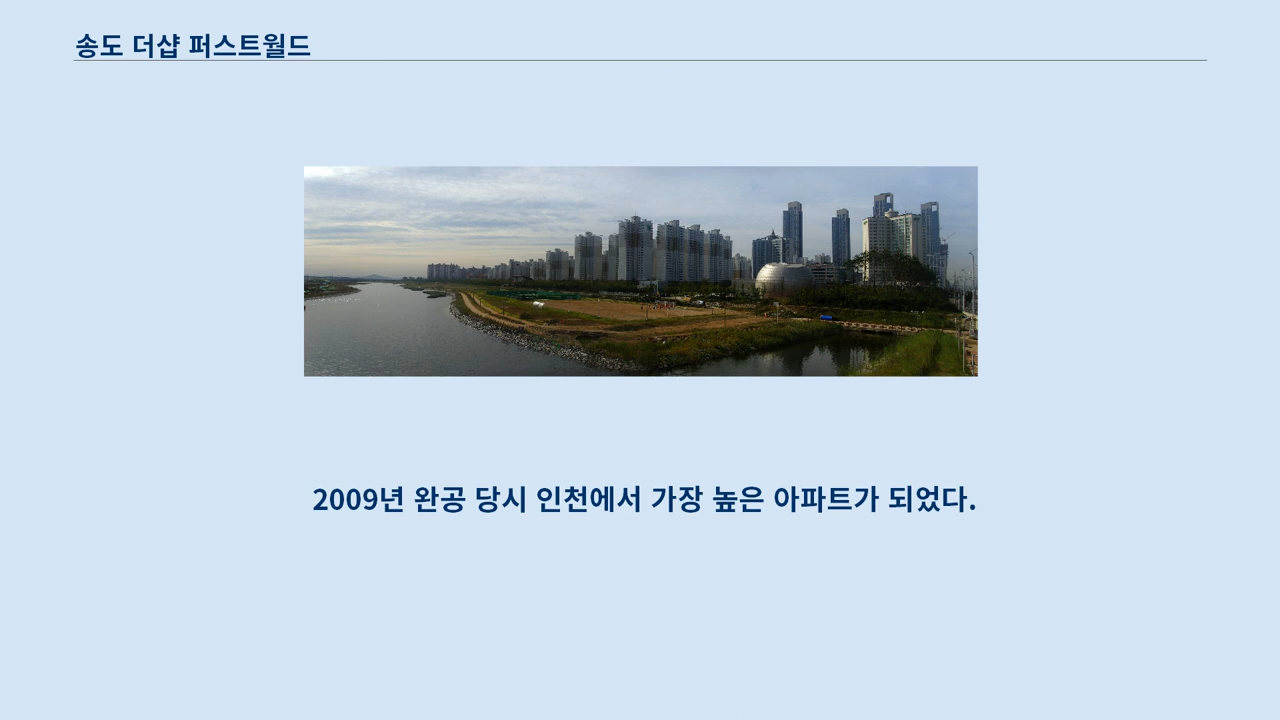 송도 더샵 퍼스트월드
2009년 완공 당시 인천에서 가장 높은 아파트가 되었다.